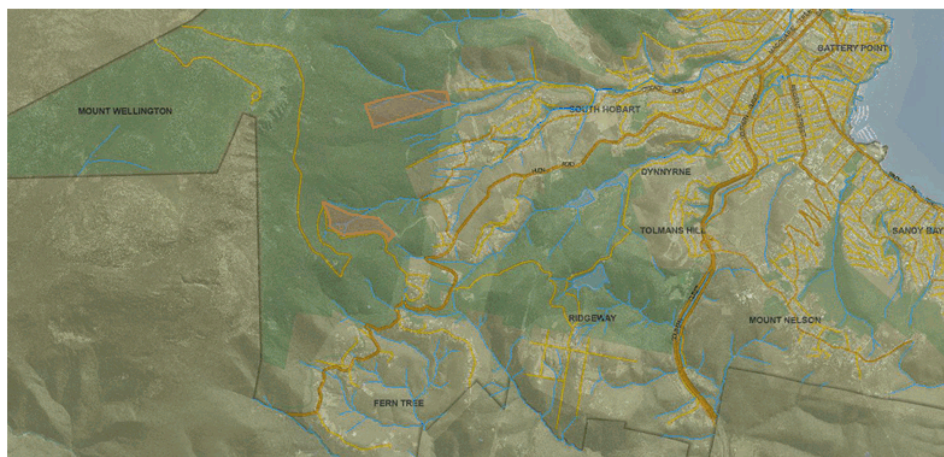 BATTERY POINT
MOUNT WELLINGTON
SOUTH HOBART
DYNNYRNE
TOLMANS HILL
SANDY BAY
RIDGEWAY
MOUNT NELSON
FERN TREE